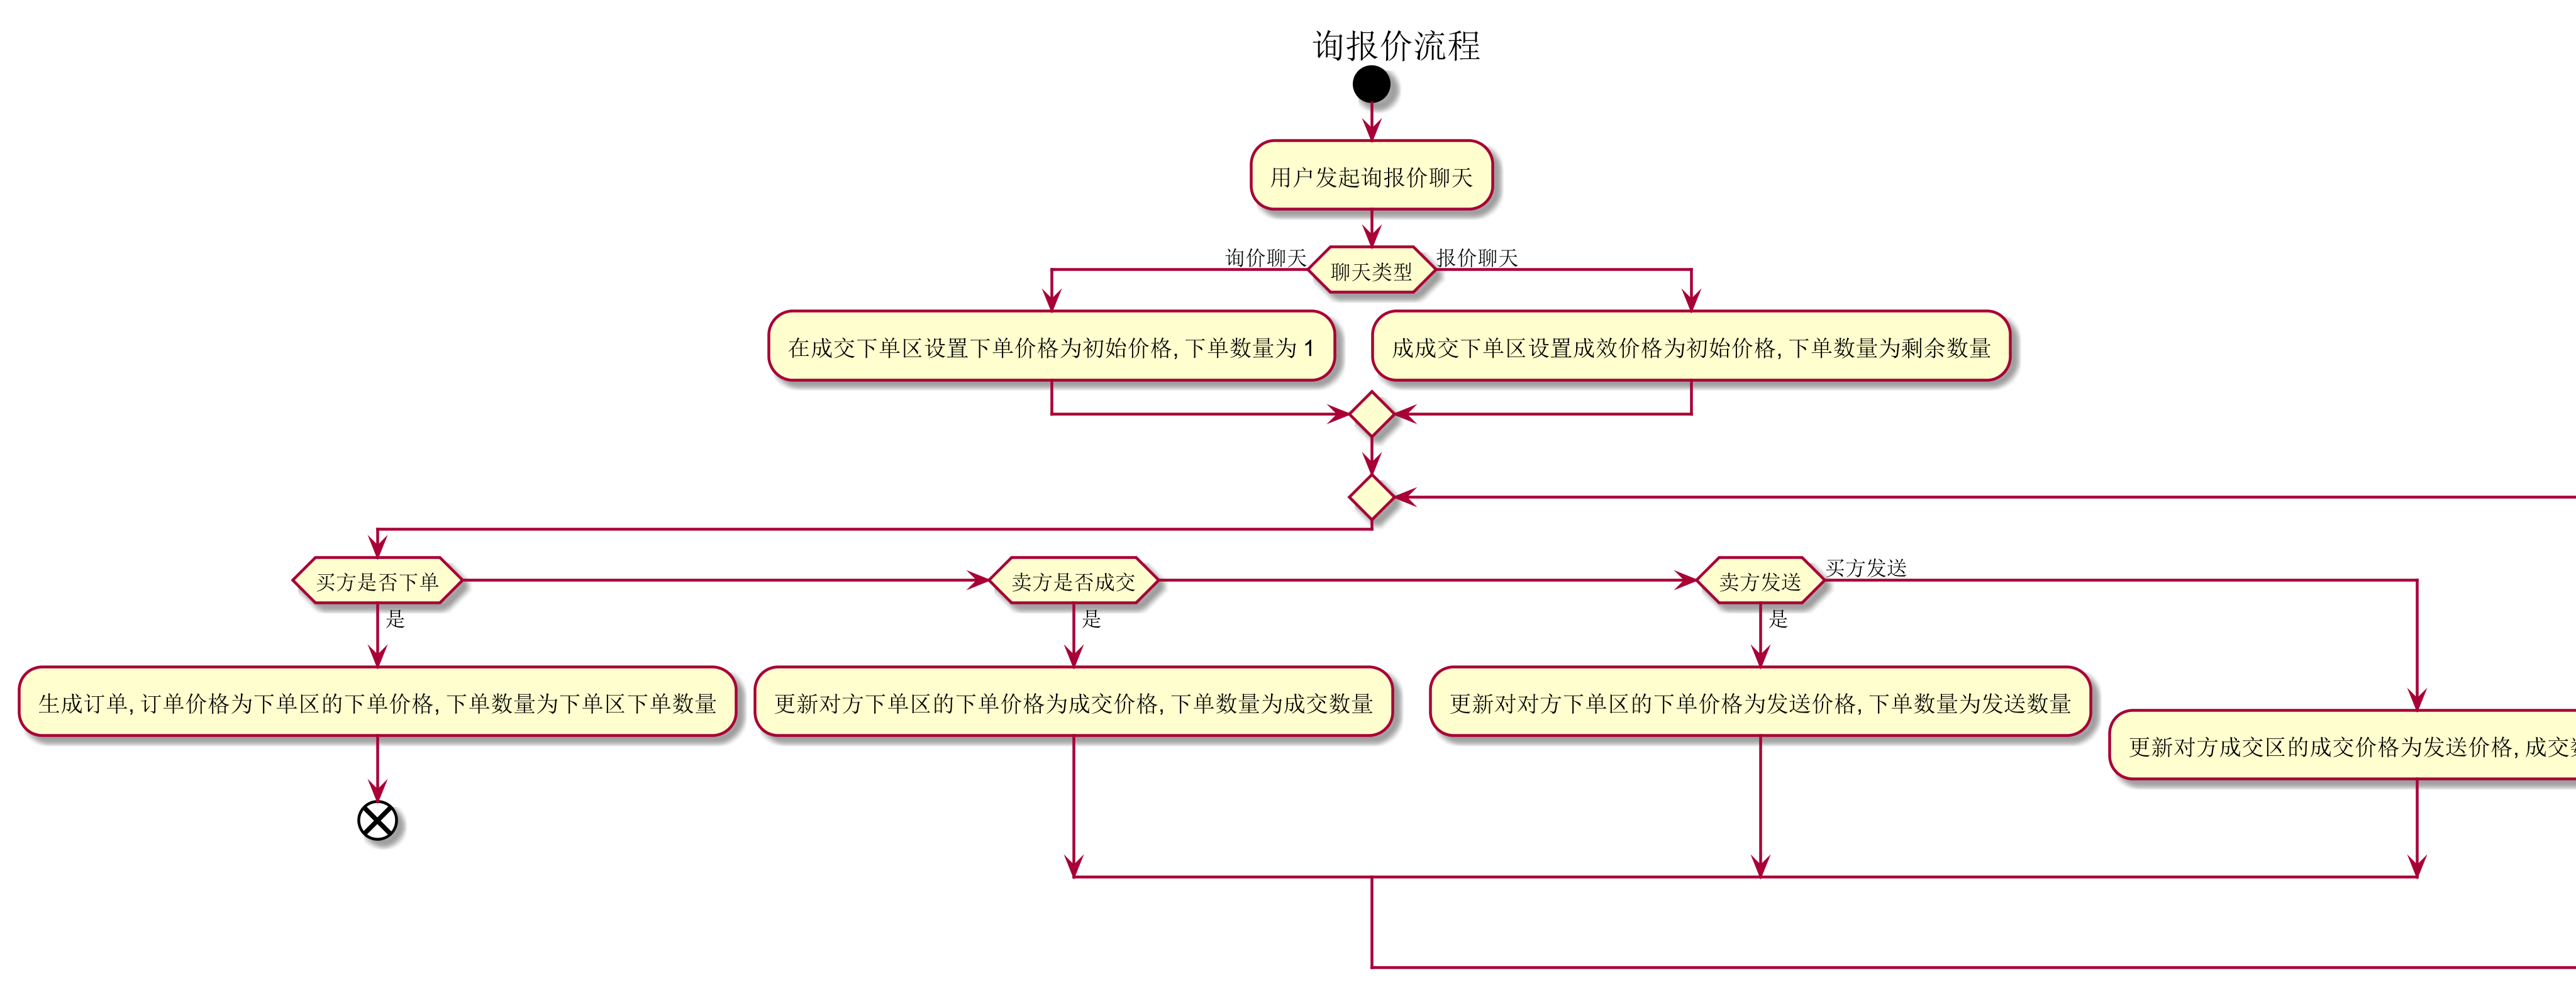 询报价流程
用户发起询报价聊天
询价聊天
聊天类型
报价聊天
在成交下单区设置下单价格为初始价格, 下单数量为 1
成成交下单区设置成效价格为初始价格, 下单数量为剩余数量
买方是否下单
卖方是否成交
卖方发送
买方发送
是
是
是
生成订单, 订单价格为下单区的下单价格, 下单数量为下单区下单数量
更新对方下单区的下单价格为成交价格, 下单数量为成交数量
更新对对方下单区的下单价格为发送价格, 下单数量为发送数量
更新对方成交区的成交价格为发送价格, 成交